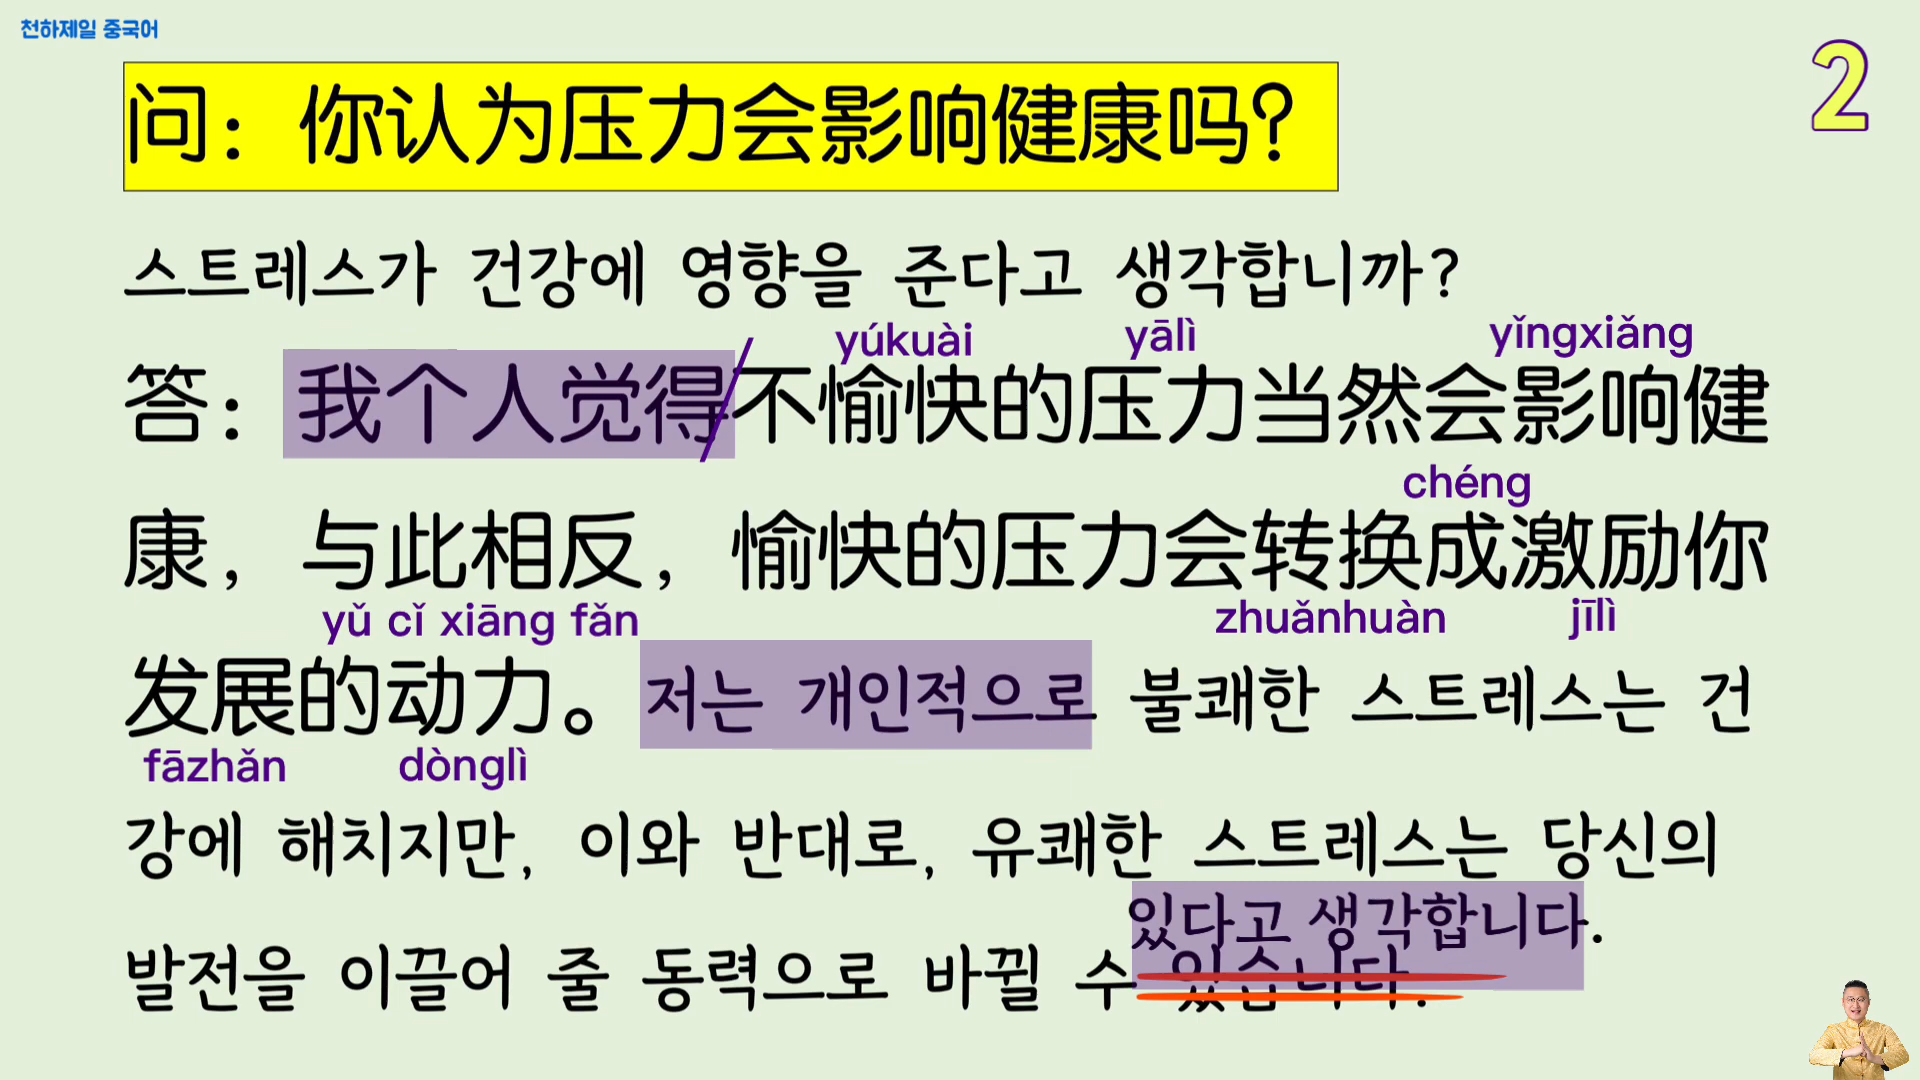 천하제일 중국어
2
问：你认为压力会影响健康吗？
스트레스가 건강에 영향을 준다고 생각합니까?
yúkuài yālì yǐngxiǎng
答：我个人觉得/不愉快的压力当然会影响健
chéng
康，与此相反，愉快的压力会转换成激励你
yǔ cǐ xiāng fǎn zhuǎnhuàn jīlì
发展的动力。저는 개인적으로 불쾌한 스트레스는 건
fāzhǎn dònglì
강에 해치지만, 이와 반대로, 유쾌한 스트레스는 당신의
있다고 생각합니다.
발전을 이끌어 줄 동력으로 바뀔 수 있습니다.